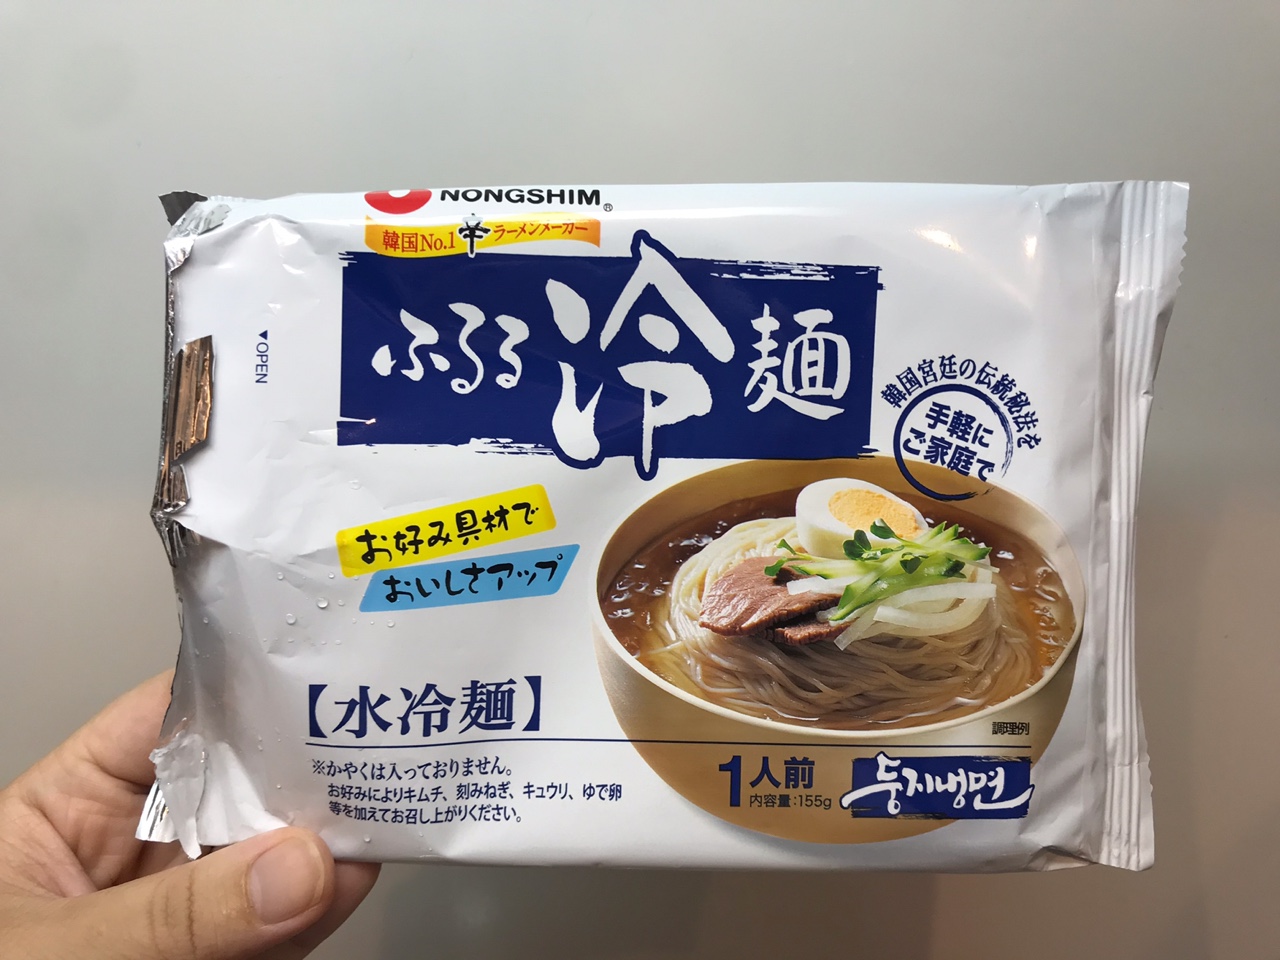 NONGSHIM®
韓国No.1辛ラーメンメーカー
ふるる冷麺
▼OPEN
韓国宮廷の伝統秘法を
手軽に
ご家庭で
お好み具材で
おいしさアップ
【水冷麺】
※かやくは入っておりません。
お好みによりキムチ、刻みねぎ、キュウリ、ゆで卵
等を加えてお召し上がりください。
調理例
1人前
内容量:155g
둥지냉면